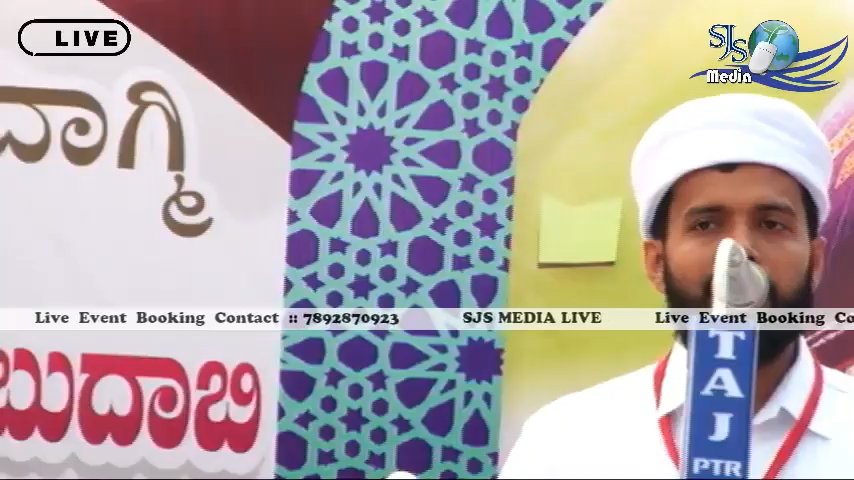 LIVE
SJS
Media
ವಾಗ್ಮಿ
Live Event Booking Contact :: 7892870923 SJS MEDIA LIVE Live Event Booking Co
ಬುದಾಬಿ
TAJ
PTR